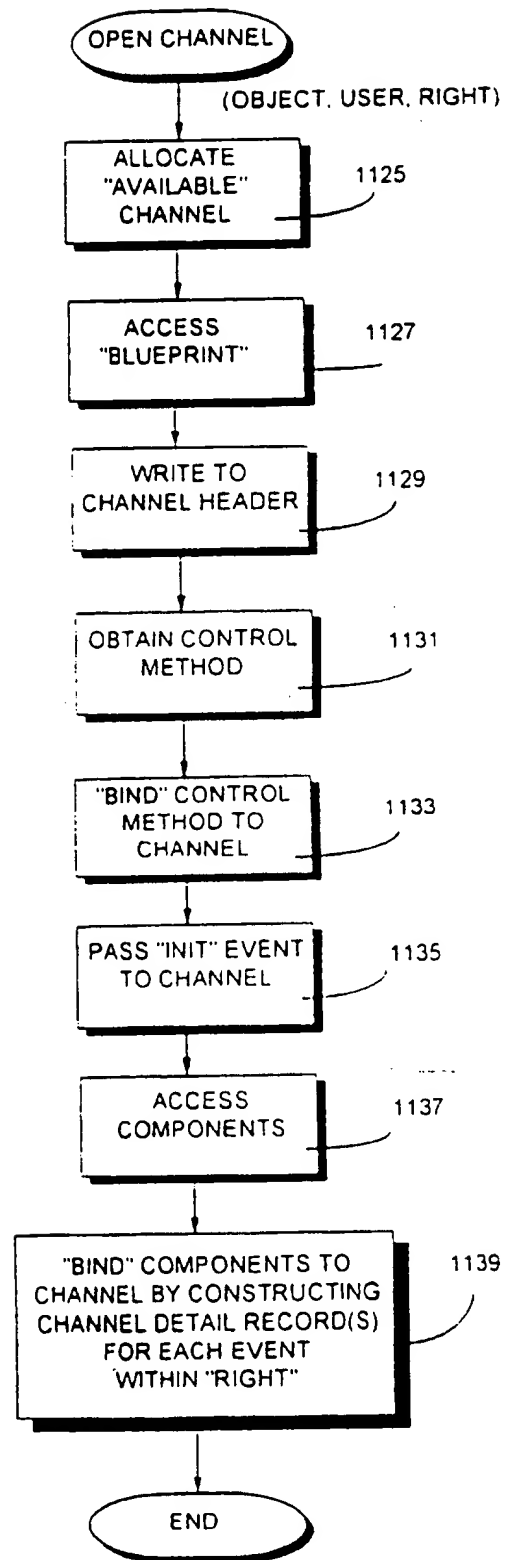 OPEN CHANNEL
(OBJECT, USER, RIGHT)
ALLOCATE
"AVAILABLE"
CHANNEL
1125
ACCESS
"BLUEPRINT"
1127
WRITE TO
CHANNEL HEADER
1129
OBTAIN CONTROL
METHOD
1131
"BIND" CONTROL
METHOD TO
CHANNEL
1133
PASS "INIT" EVENT
TO CHANNEL
1135
ACCESS
COMPONENTS
1137
"BIND" COMPONENTS TO
CHANNEL BY CONSTRUCTING
CHANNEL DETAIL RECORD(S)
FOR EACH EVENT
WITHIN "RIGHT"
1139
END